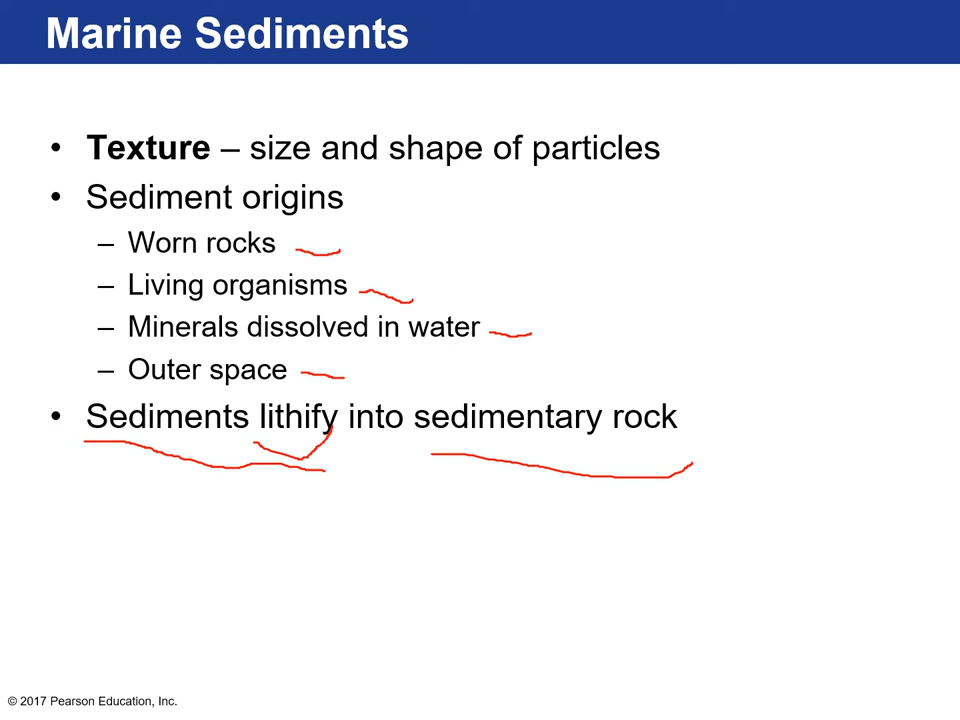 Marine Sediments
• Texture – size and shape of particles
• Sediment origins
– Worn rocks
– Living organisms
– Minerals dissolved in water
– Outer space
• Sediments lithify into sedimentary rock
© 2017 Pearson Education, Inc.